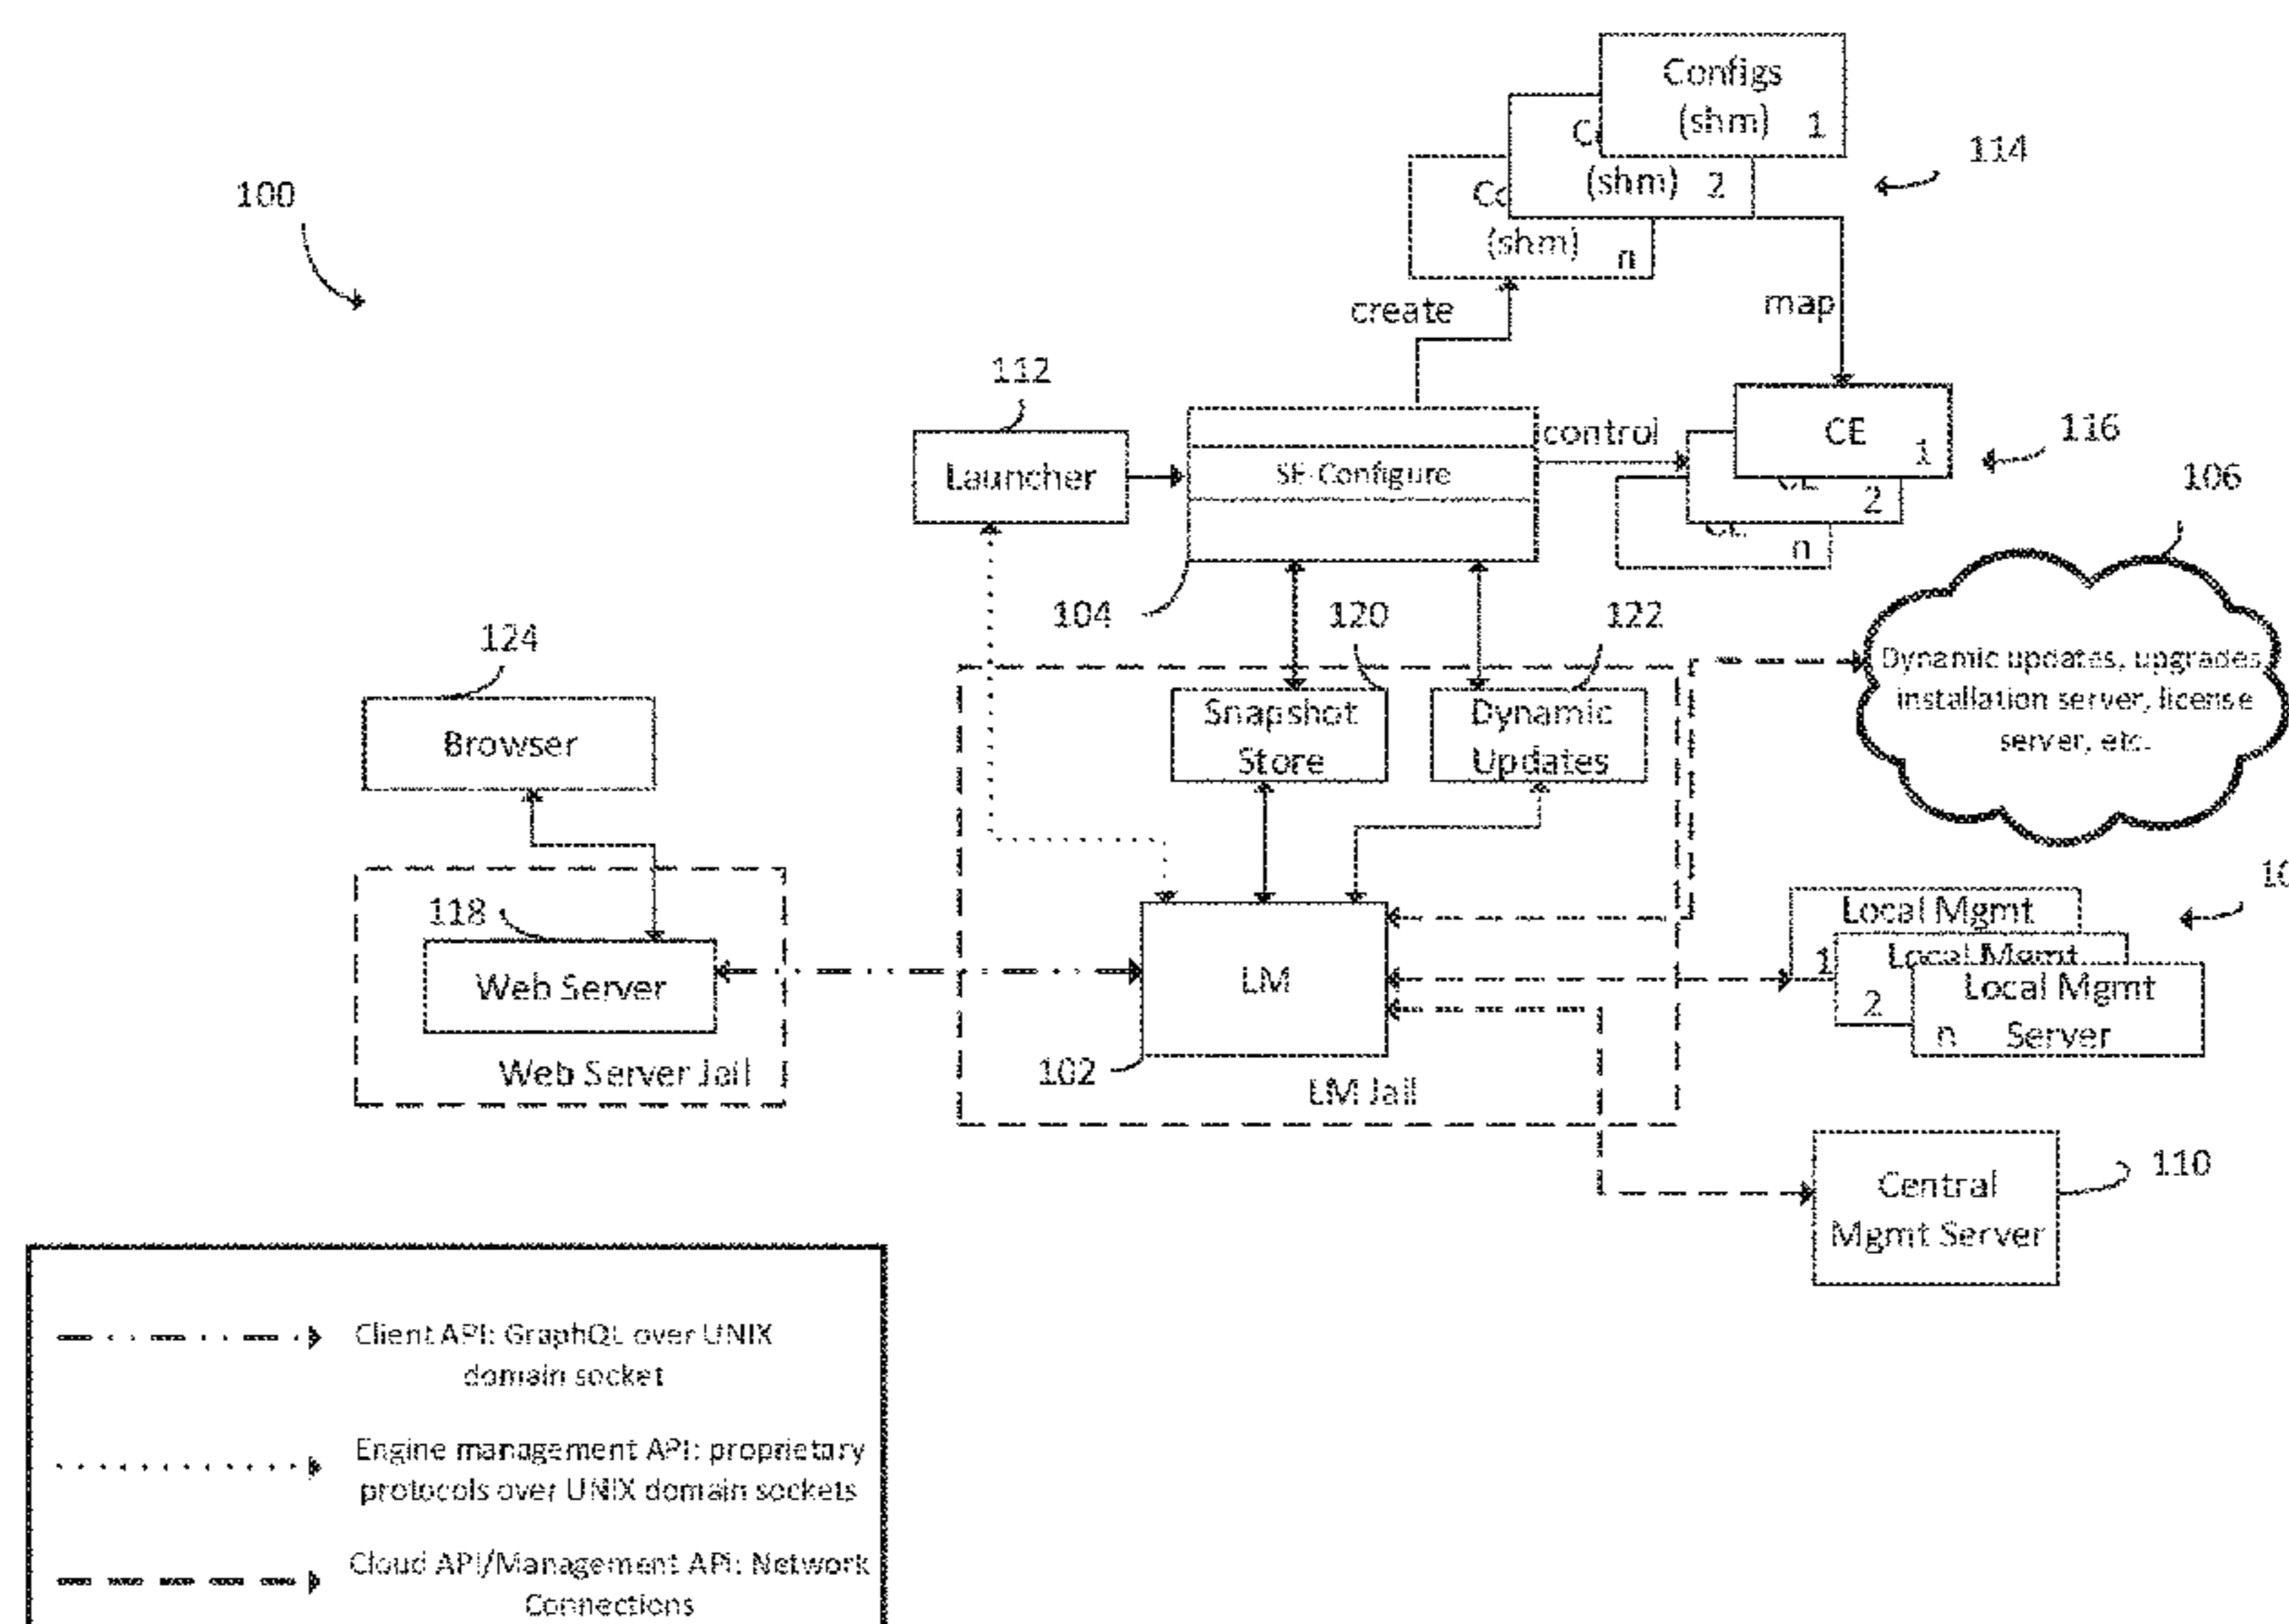 Configs
(shm) 1
(shm) 2
(shm) n
114
100
create
map
112
Launcher
SF-Configure
control
CE
1
2
n
116
106
104
120
122
124
Browser
Snapshot
Store
Dynamic
Updates
Dynamic updates, upgrades,
installation server, license
server, etc.
118
Web Server
Web Server Jail
LM
102
LM Jail
Local Mgmt
1
Local Mgmt
2
Local Mgmt
n Server
Central
Mgmt Server
110
Client API: GraphQL over UNIX
domain socket
Engine management API: proprietary
protocols over UNIX domain sockets
Cloud API/Management API: Network
Connections